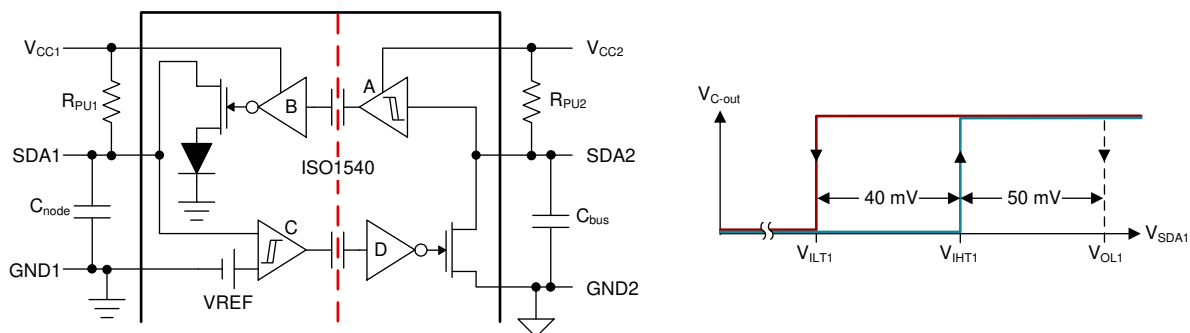 VCC1
VCC2
A
B
RPU1
RPU2
SDA1
SDA2
ISO1540
Cnode
Cbus
C
D
GND1
GND2
VREF
VC-out
40 mV
50 mV
VSDA1
VILT1
VIHT1
VOL1